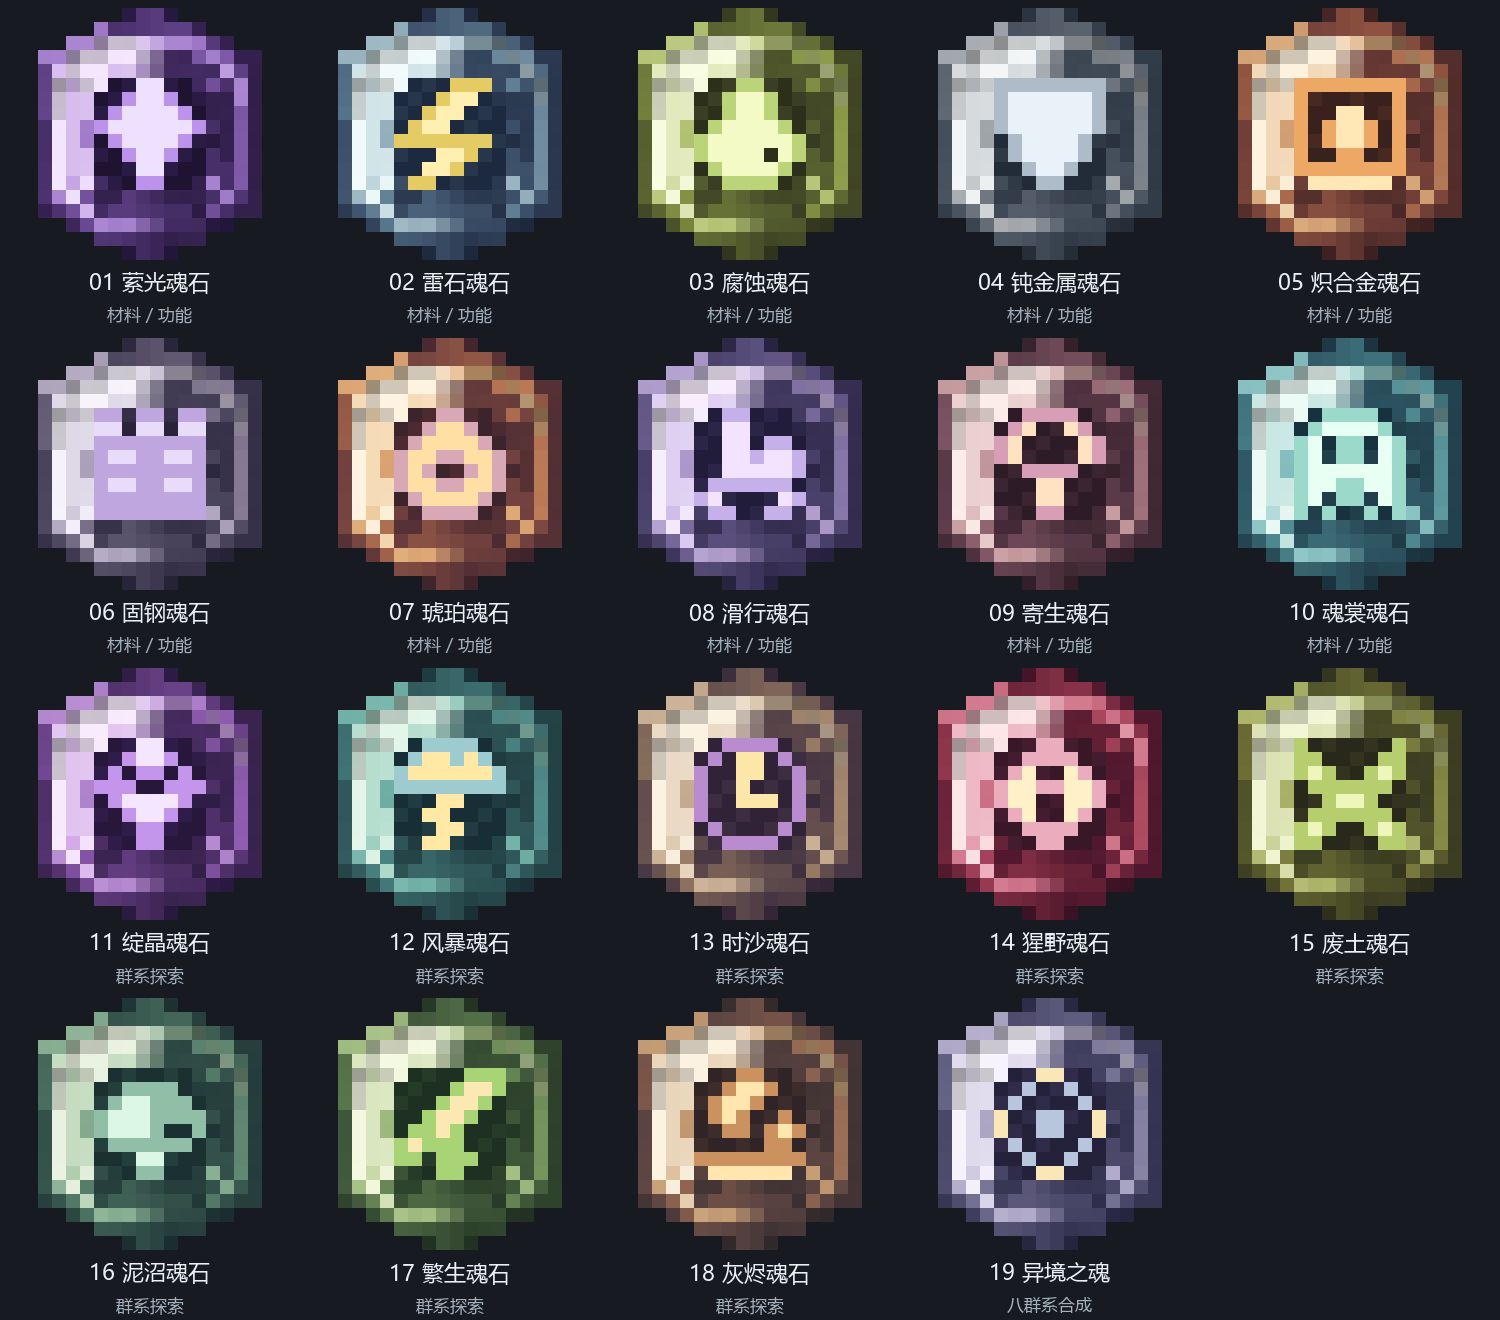 01 萦光魂石
材料 / 功能
02 雷石魂石
材料 / 功能
03 腐蚀魂石
材料 / 功能
04 钝金属魂石
材料 / 功能
05 炽合金魂石
材料 / 功能
06 固钢魂石
材料 / 功能
07 琥珀魂石
材料 / 功能
08 滑行魂石
材料 / 功能
09 寄生魂石
材料 / 功能
10 魂裳魂石
材料 / 功能
11 绽晶魂石
群系探索
12 风暴魂石
群系探索
13 时沙魂石
群系探索
14 猩野魂石
群系探索
15 废土魂石
群系探索
16 泥沼魂石
群系探索
17 繁生魂石
群系探索
18 灰烬魂石
群系探索
19 异境之魂
八群系合成